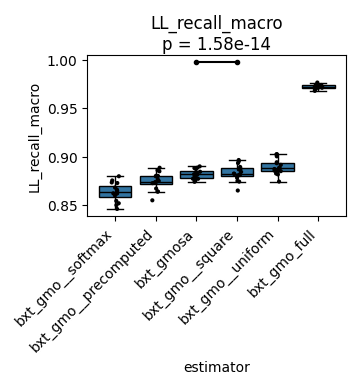 LL_recall_macro
p = 1.58e-14
LL_recall_macro
1.00
0.95
0.90
0.85
bxt_gmo__softmax
bxt_gmo__precomputed
bxt_gmosa
bxt_gmo__square
bxt_gmo__uniform
bxt_gmo_full
estimator